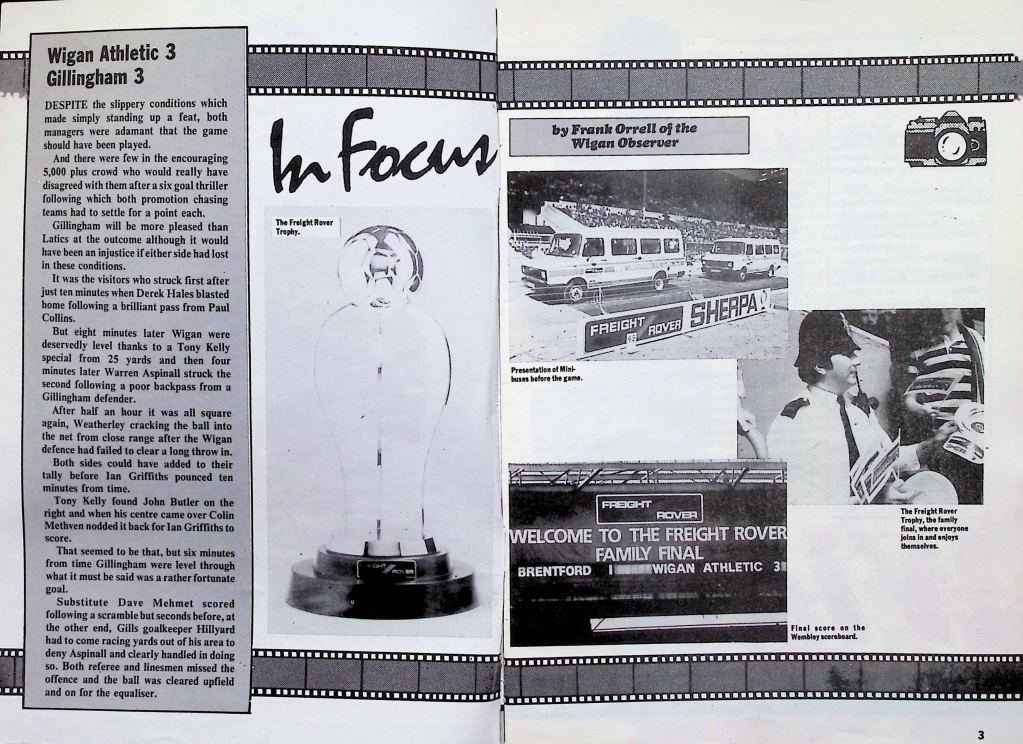 Wigan Athletic 3
Gillingham 3
DESPITE the slippery conditions which
made simply standing up a feat, both
managers were adamant that the game
should have been played.
And there were few in the encouraging
5,000 plus crowd who would really have
disagreed with them after a six goal thriller
following which both promotion chasing
teams had to settle for a point each.
Gillingham will be more pleased than
Latics at the outcome although it would
have been an injustice if either side had lost
in these conditions.
It was the visitors who struck first after
just ten minutes when Derek Hales blasted
home following a brilliant pass from Paul
Collins.
But eight minutes later Wigan were
deservedly level thanks to a Tony Kelly
special from 25 yards and then four
minutes later Warren Aspinall struck the
second following a poor backpass from a
Gillingham defender.
After half an hour it was all square
again, Weatherley cracking the ball into
the net from close range after the Wigan
defence had failed to clear a long throw in.
Both sides could have added to their
tally before Ian Griffiths pounced ten
minutes from time.
Tony Kelly found John Butler on the
right and when his centre came over Colin
Methven nodded it back for Ian Griffiths to
score.
That seemed to be that, but six minutes
from time Gillingham were level through
what it must be said was a rather fortunate
goal.
Substitute Dave Mehmet scored
following a scramble but seconds before, at
the other end, Gills goalkeeper Hillyard
had to come racing yards out of his area to
deny Aspinall and clearly handled in doing
so. Both referee and linesmen missed the
offence and the ball was cleared upfield
and on for the equaliser.
In Focus
The Freight Rover
Trophy.
FREIGHT
ROVER
by Frank Orrell of the
Wigan Observer
FREIGHT ROVER
SHERPA
Presentation of Mini-
buses before the game.
SHER
The Freight Rover
Trophy, the family
final, where everyone
joins in and enjoys
themselves.
FREIGHT
ROVER
WELCOME TO THE FREIGHT ROVER
FAMILY FINAL
BRENTFORD 1 WIGAN ATHLETIC 3
Final score on the
Wembley scoreboard.
3